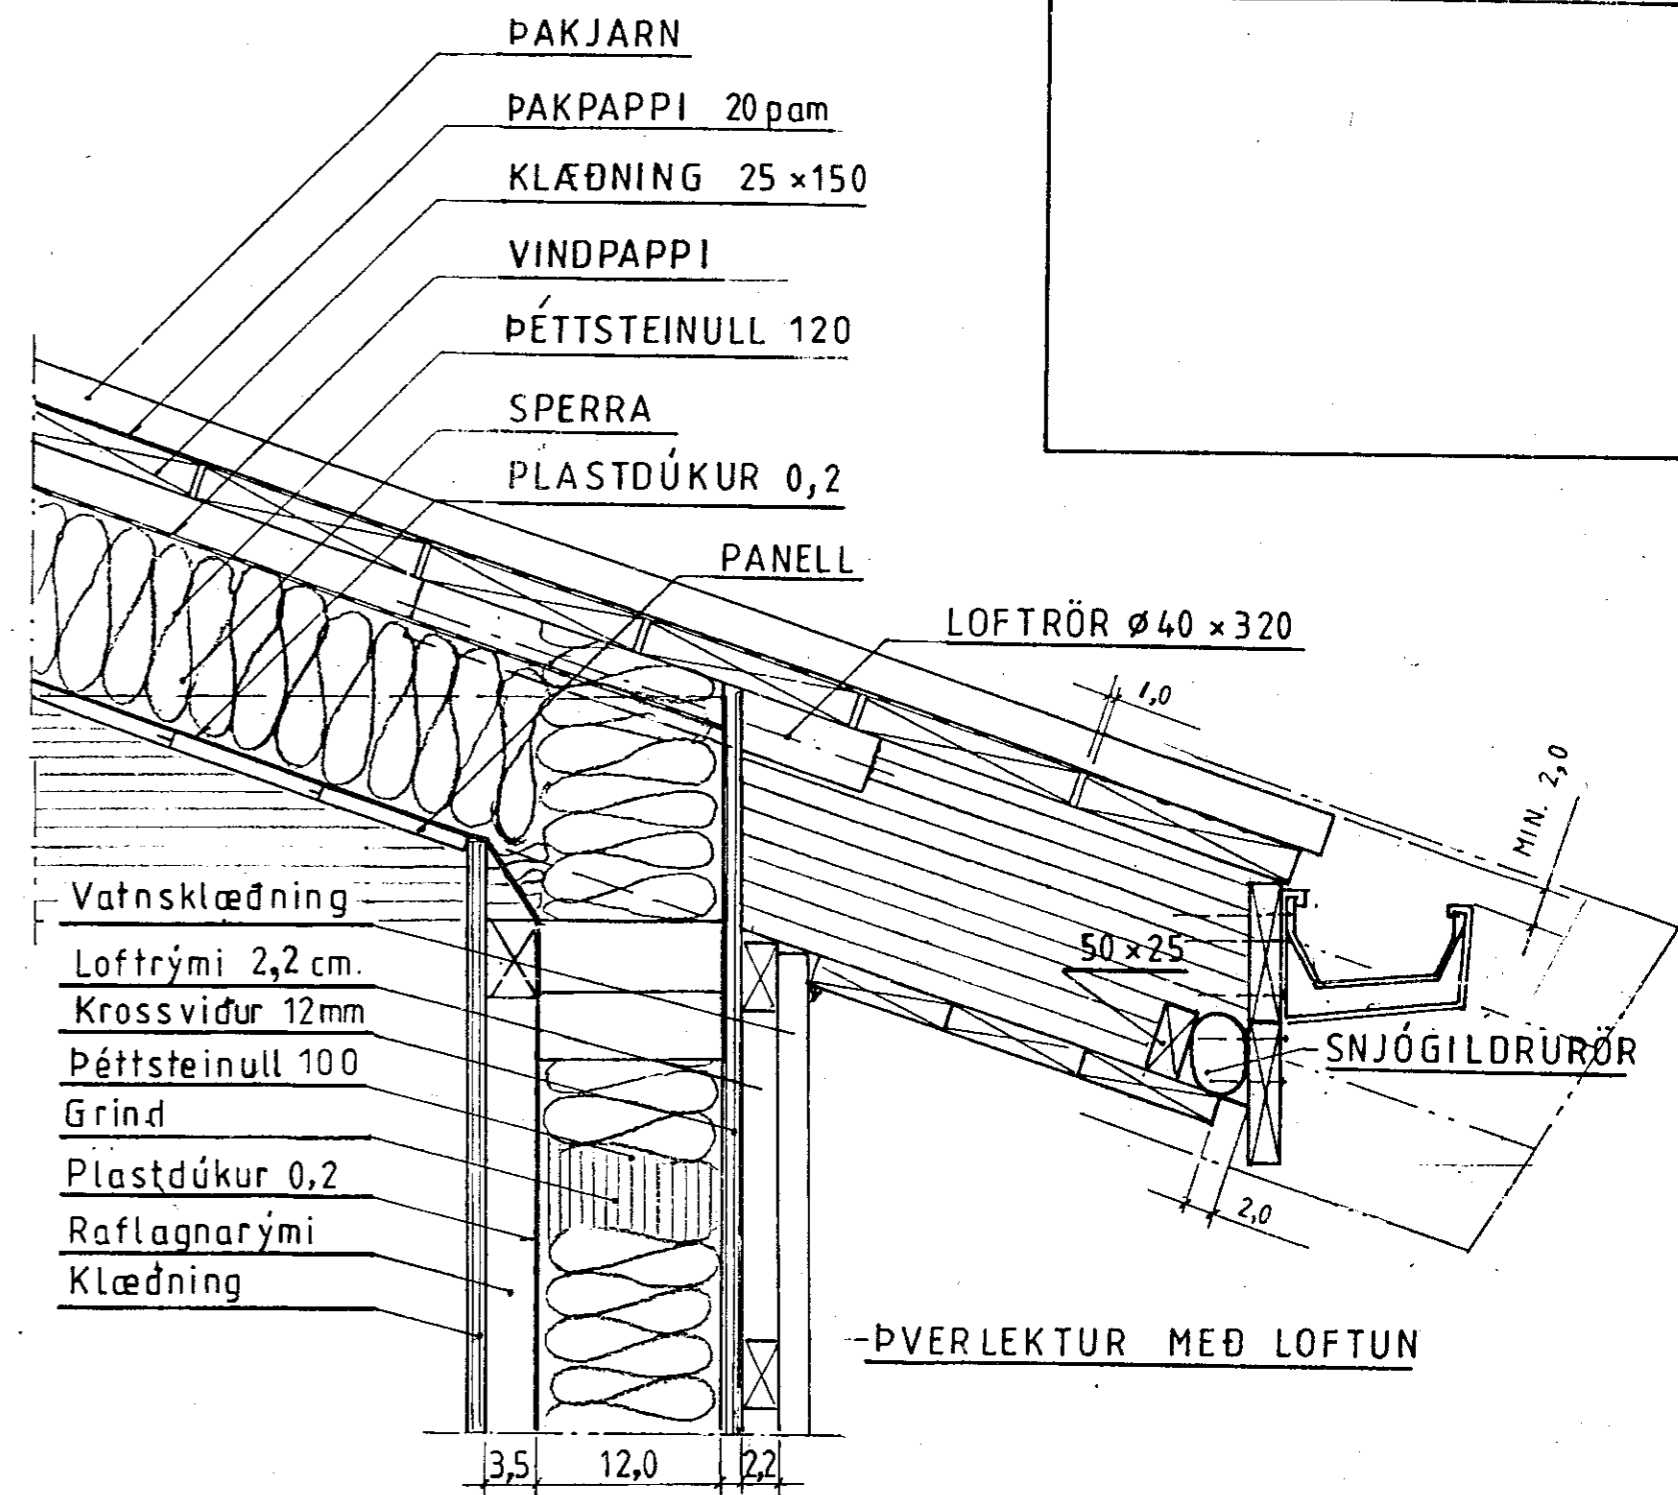 ÞAKJARN
ÞAKPAPPI 20 pam
KLÆÐNING 25 × 150
VINDPAPPI
ÞÉTTSTEINULL 120
SPERRA
PLASTDÚKUR 0,2
PANELL
LOFTRÖR ø 40 × 320
1,0
MIN. 2,0
Vatnsklæðning
Loftrými 2,2 cm.
Krossviður 12mm
Þéttsteinull 100
Grind
Plastdúkur 0,2
Raflagnarými
Klæðning
50 × 25
SNJÓGILDRURÖR
2,0
ÞVERLEKTUR MEÐ LOFTUN
3,5 12,0 2,2